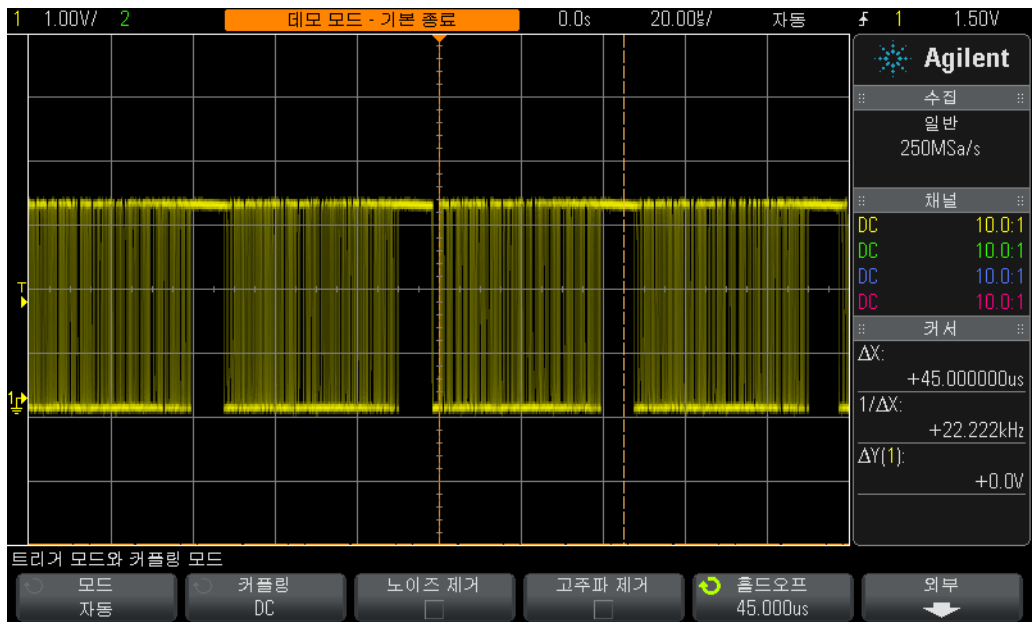 1 1.00V/ 2 데모 모드 - 기본 종료 0.0s 20.00㎲/ 자동 1 1.50V
Agilent
수집
일반
250MSa/s
채널
DC 10.0:1
DC 10.0:1
DC 10.0:1
DC 10.0:1
커서
ΔX:
+45.000000us
1/ΔX:
+22.222kHz
ΔY(1):
+0.0V
T
1
트리거 모드와 커플링 모드
모드 커플링 노이즈 제거 고주파 제거 홀드오프 외부
자동 DC 45.000us